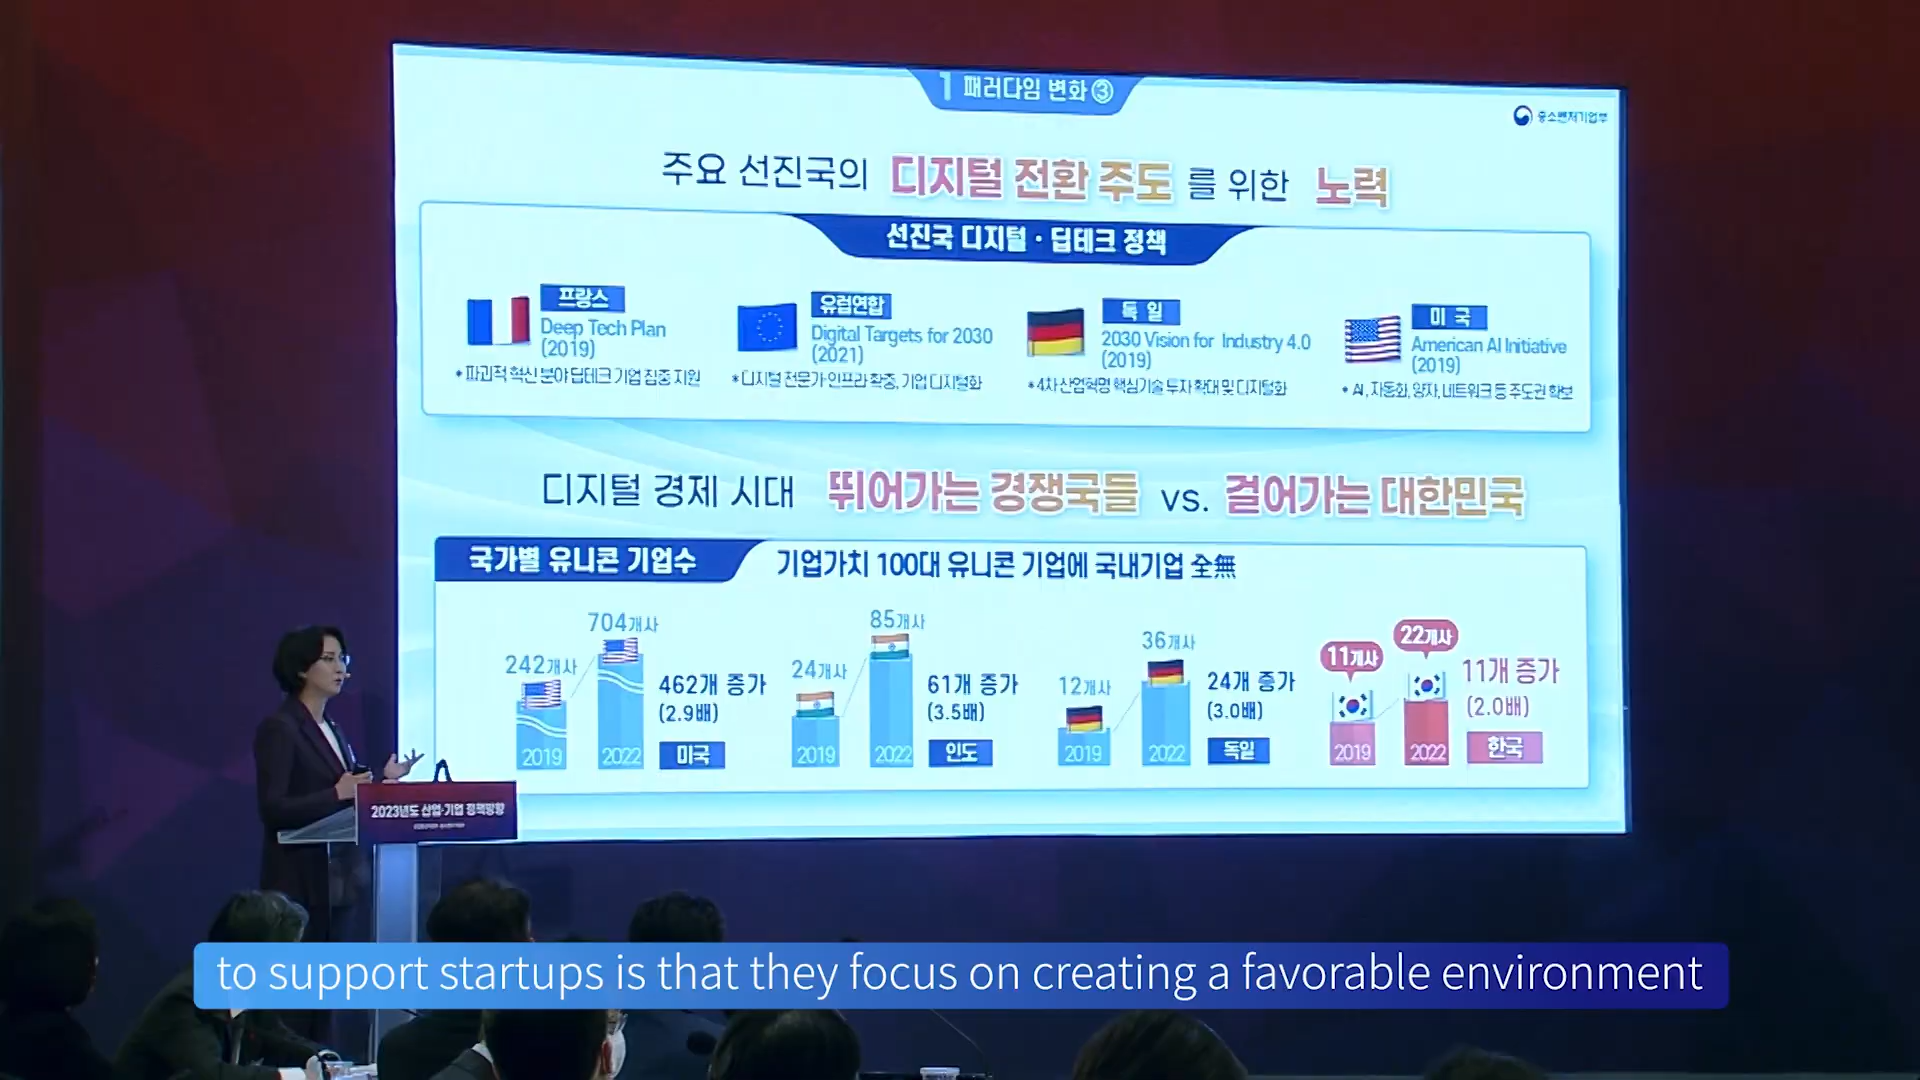 1 패러다임 변화 ③
중소벤처기업부
주요 선진국의 디지털 전환 주도를 위한 노력
선진국 디지털·딥테크 정책
프랑스
Deep Tech Plan
(2019)
* 파괴적 혁신 분야 딥테크 기업 집중 지원
유럽연합
Digital Targets for 2030
(2021)
* 디지털 전문가·인프라 확충, 기업 디지털화
독일
2030 Vision for Industry 4.0
(2019)
* 4차 산업혁명 핵심기술 투자 확대 및 디지털화
미국
American AI Initiative
(2019)
* AI, 자동화, 양자, 네트워크 등 주도권 확보
디지털 경제 시대 뛰어가는 경쟁국들 vs. 걸어가는 대한민국
국가별 유니콘 기업수
기업가치 100대 유니콘 기업에 국내기업 全無
242개사
704개사
2019
2022
462개 증가
(2.9배)
미국
24개사
85개사
2019
2022
61개 증가
(3.5배)
인도
12개사
36개사
2019
2022
24개 증가
(3.0배)
독일
11개사
22개사
2019
2022
11개 증가
(2.0배)
한국
2023년도 산업·기업 정책방향
to support startups is that they focus on creating a favorable environment